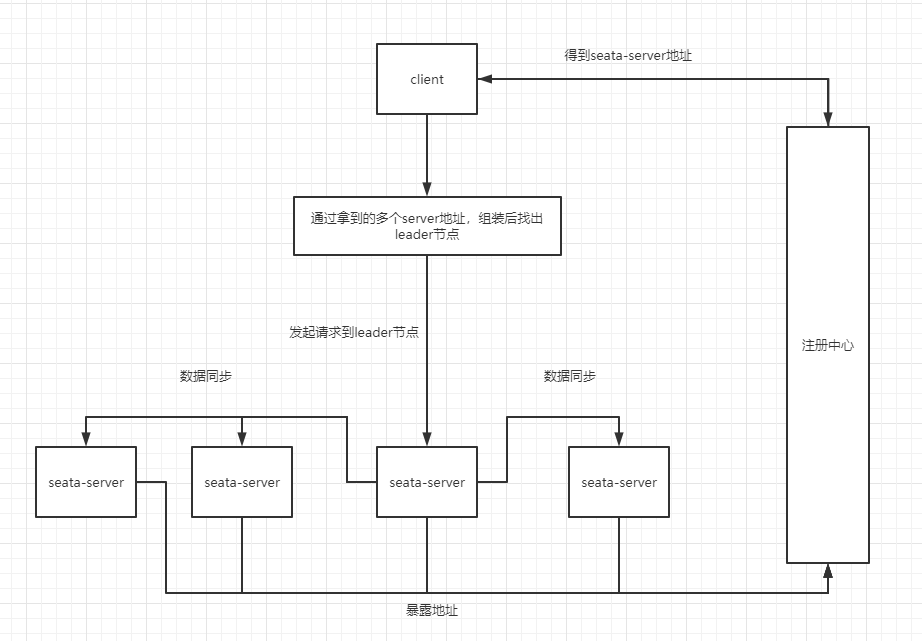 得到seata-server地址
client
通过拿到的多个server地址，组装后找出
leader节点
注册中心
发起请求到leader节点
数据同步
数据同步
seata-server
seata-server
seata-server
seata-server
暴露地址